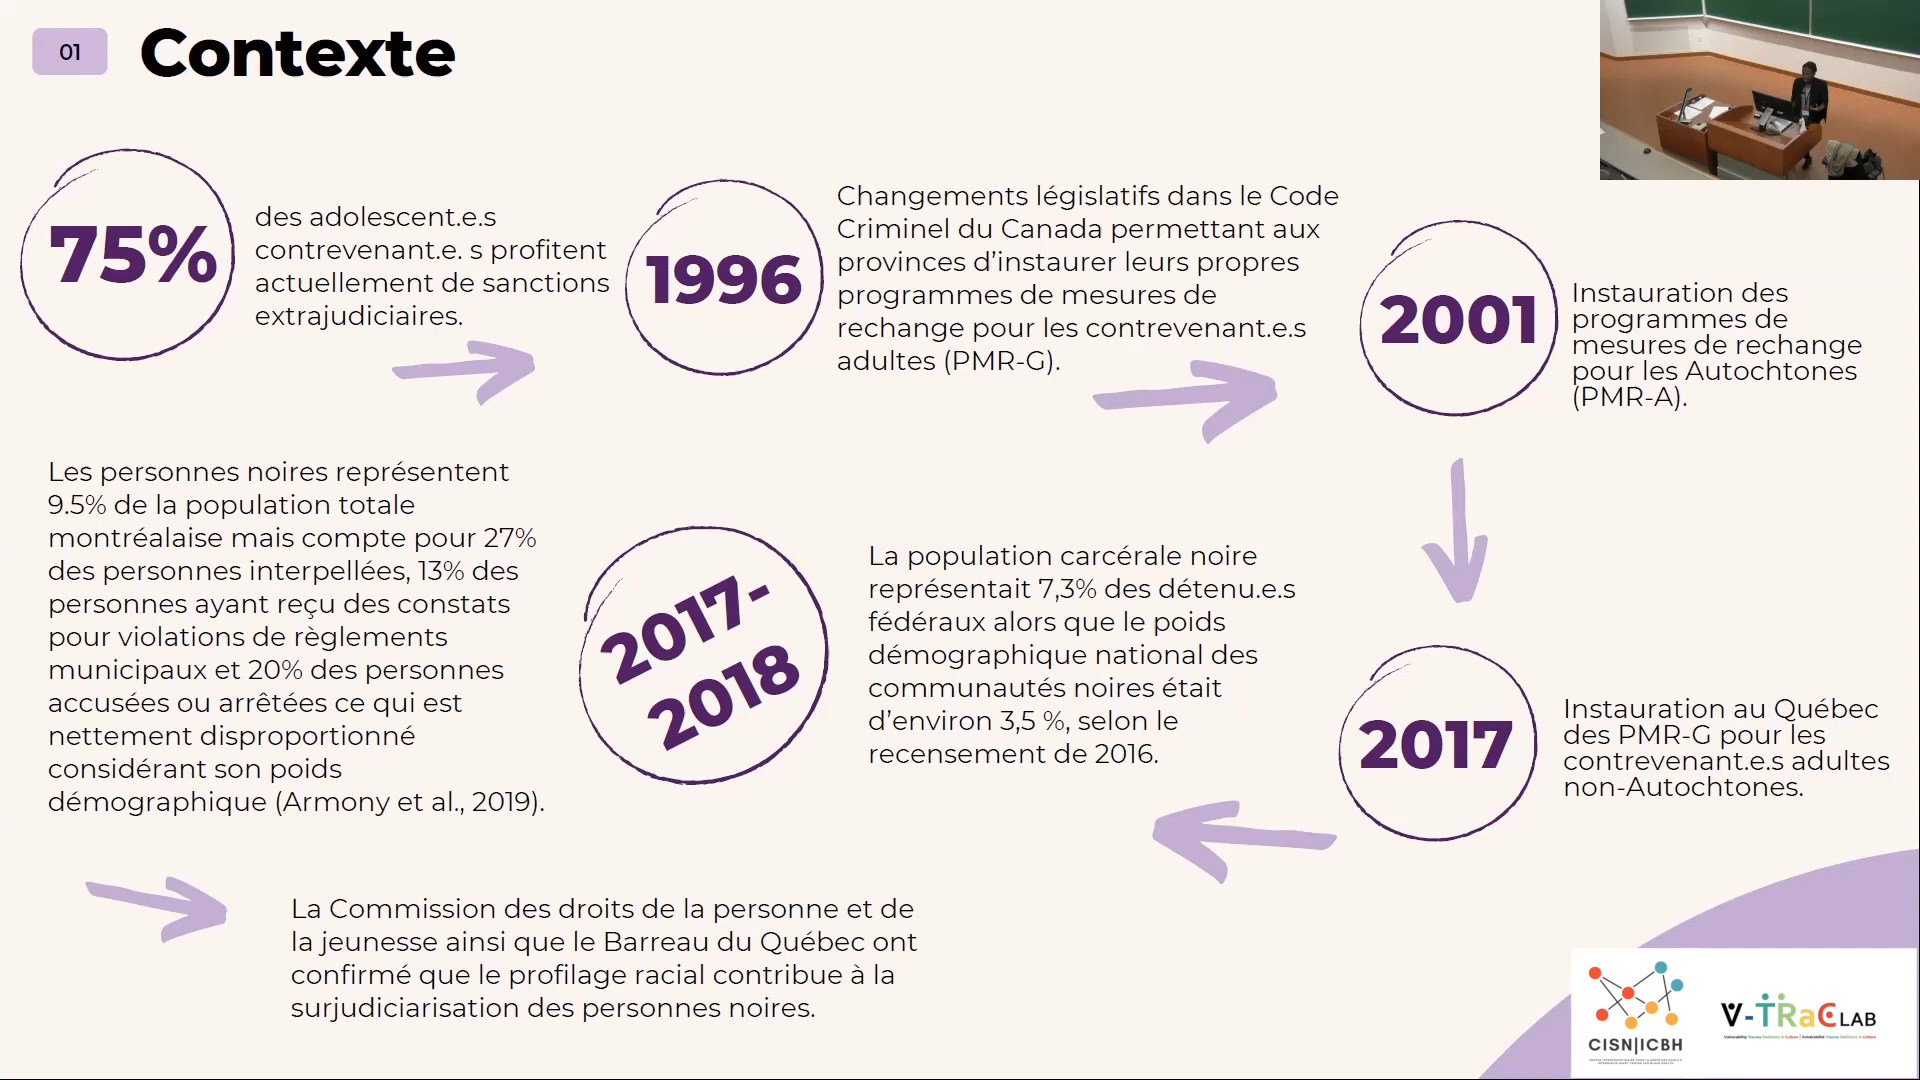 01
Contexte
75%
des adolescent.e.s
contrevenant.e. s profitent
actuellement de sanctions
extrajudiciaires.
1996
Changements législatifs dans le Code
Criminel du Canada permettant aux
provinces d’instaurer leurs propres
programmes de mesures de
rechange pour les contrevenant.e.s
adultes (PMR-G).
2001
Instauration des
programmes de
mesures de rechange
pour les Autochtones
(PMR-A).
2017
Instauration au Québec
des PMR-G pour les
contrevenant.e.s adultes
non-Autochtones.
2017-
2018
La population carcérale noire
représentait 7,3% des détenu.e.s
fédéraux alors que le poids
démographique national des
communautés noires était
d’environ 3,5 %, selon le
recensement de 2016.
Les personnes noires représentent
9.5% de la population totale
montréalaise mais compte pour 27%
des personnes interpellées, 13% des
personnes ayant reçu des constats
pour violations de règlements
municipaux et 20% des personnes
accusées ou arrêtées ce qui est
nettement disproportionné
considérant son poids
démographique (Armony et al., 2019).
La Commission des droits de la personne et de
la jeunesse ainsi que le Barreau du Québec ont
confirmé que le profilage racial contribue à la
surjudiciarisation des personnes noires.
CISN|ICBH
V-TRaC LAB